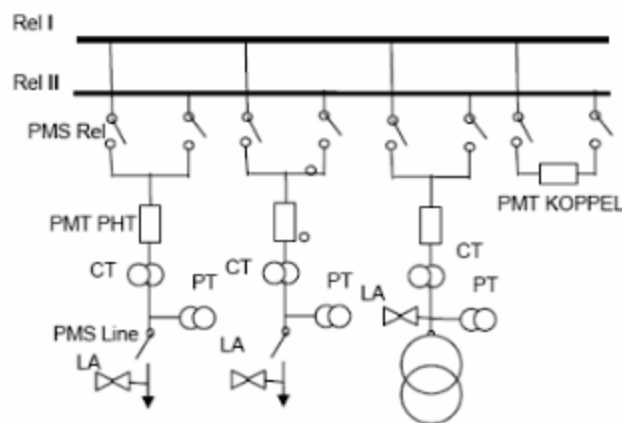 Rel I
Rel II
PMS Rel
PMT PHT
PMT KOPPEL
CT
CT
CT
PT
PT
PT
LA
PMS Line
LA
LA